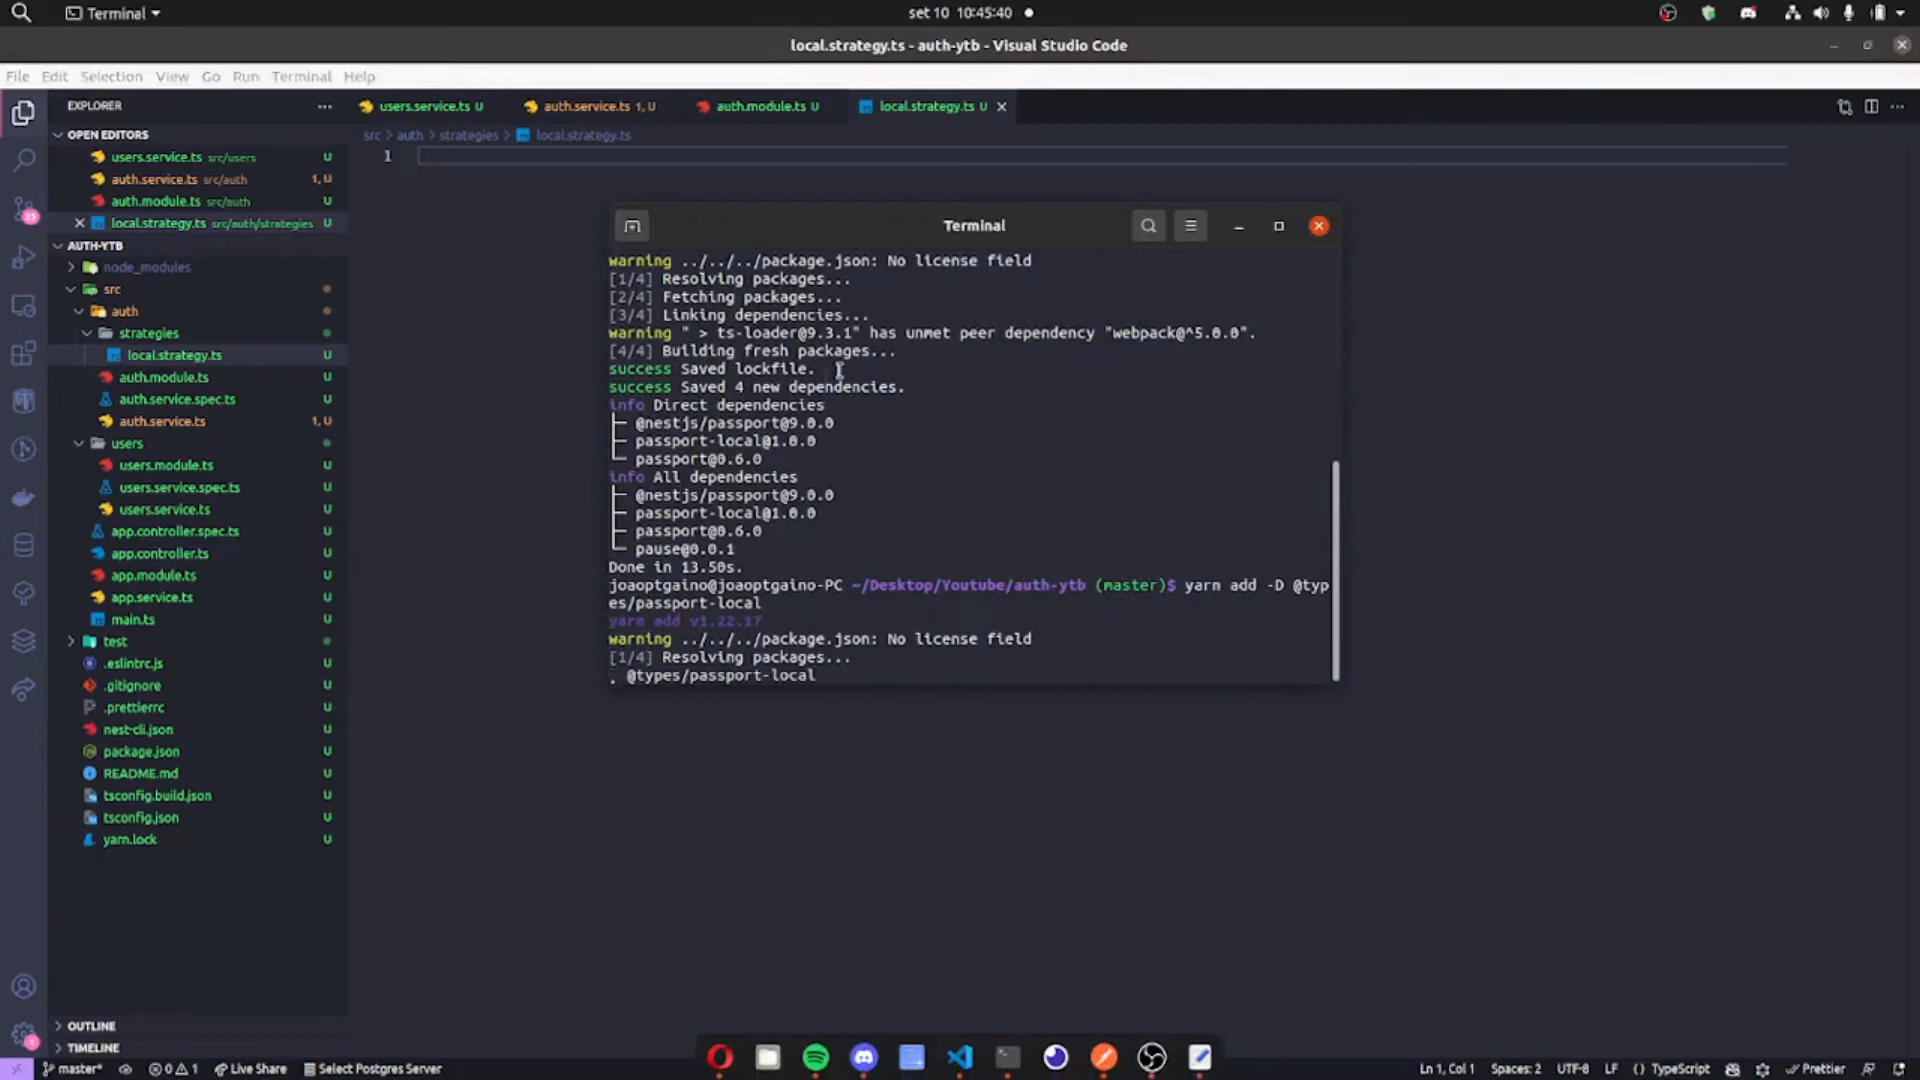 Terminal
set 10 10:45:40
local.strategy.ts - auth-ytb - Visual Studio Code
File Edit Selection View Go Run Terminal Help
EXPLORER
users.service.ts U
auth.service.ts 1, U
auth.module.ts U
local.strategy.ts U
OPEN EDITORS
src > auth > strategies > local.strategy.ts
1
users.service.ts src/users U
auth.service.ts src/auth 1, U
auth.module.ts src/auth U
local.strategy.ts src/auth/strategies U
AUTH-YTB
node_modules
src
auth
strategies
local.strategy.ts U
auth.module.ts U
auth.service.spec.ts U
auth.service.ts 1, U
users
users.module.ts U
users.service.spec.ts U
users.service.ts U
app.controller.spec.ts U
app.controller.ts U
app.module.ts U
app.service.ts U
main.ts U
test
.eslintrc.js U
.gitignore U
.prettierrc U
nest-cli.json U
package.json U
README.md U
tsconfig.build.json U
tsconfig.json U
yarn.lock U
OUTLINE
TIMELINE
Terminal
warning ../../../package.json: No license field
[1/4] Resolving packages...
[2/4] Fetching packages...
[3/4] Linking dependencies...
warning " > ts-loader@9.3.1" has unmet peer dependency "webpack@^5.0.0".
[4/4] Building fresh packages...
success Saved lockfile.
success Saved 4 new dependencies.
info Direct dependencies
├─ @nestjs/passport@9.0.0
├─ passport-local@1.0.0
└─ passport@0.6.0
info All dependencies
├─ @nestjs/passport@9.0.0
├─ passport-local@1.0.0
├─ passport@0.6.0
└─ pause@0.0.1
Done in 13.50s.
joaoptgaino@joaoptgaino-PC ~/Desktop/Youtube/auth-ytb (master)$ yarn add -D @typ
es/passport-local
yarn add v1.22.17
warning ../../../package.json: No license field
[1/4] Resolving packages...
. @types/passport-local
master* 0 1 Live Share Select Postgres Server
Ln 1, Col 1 Spaces: 2 UTF-8 LF {} TypeScript Prettier